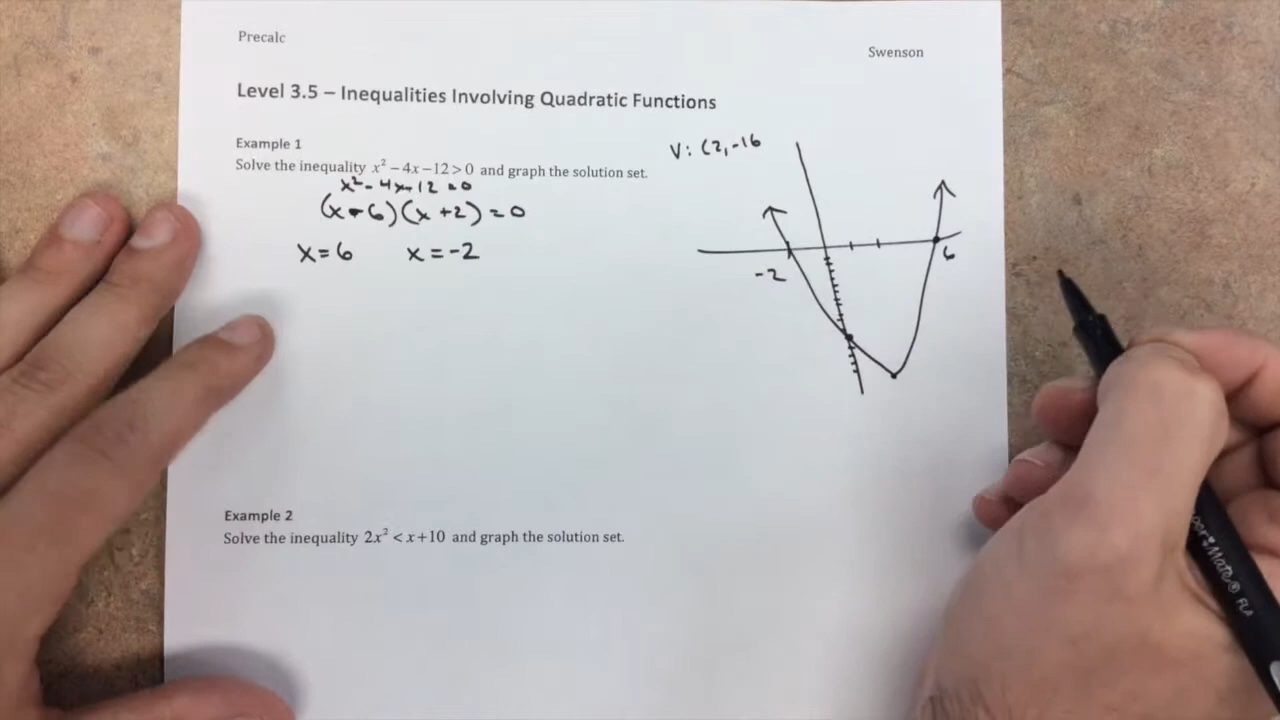 Precalc
Swenson
Level 3.5 – Inequalities Involving Quadratic Functions
Example 1
Solve the inequality x² − 4x − 12 > 0 and graph the solution set.
x² - 4x - 12 = 0
(x - 6)(x + 2) = 0
x = 6 x = -2
V: (2, -16
-2
6
Example 2
Solve the inequality 2x² < x + 10 and graph the solution set.
Mate® FLA